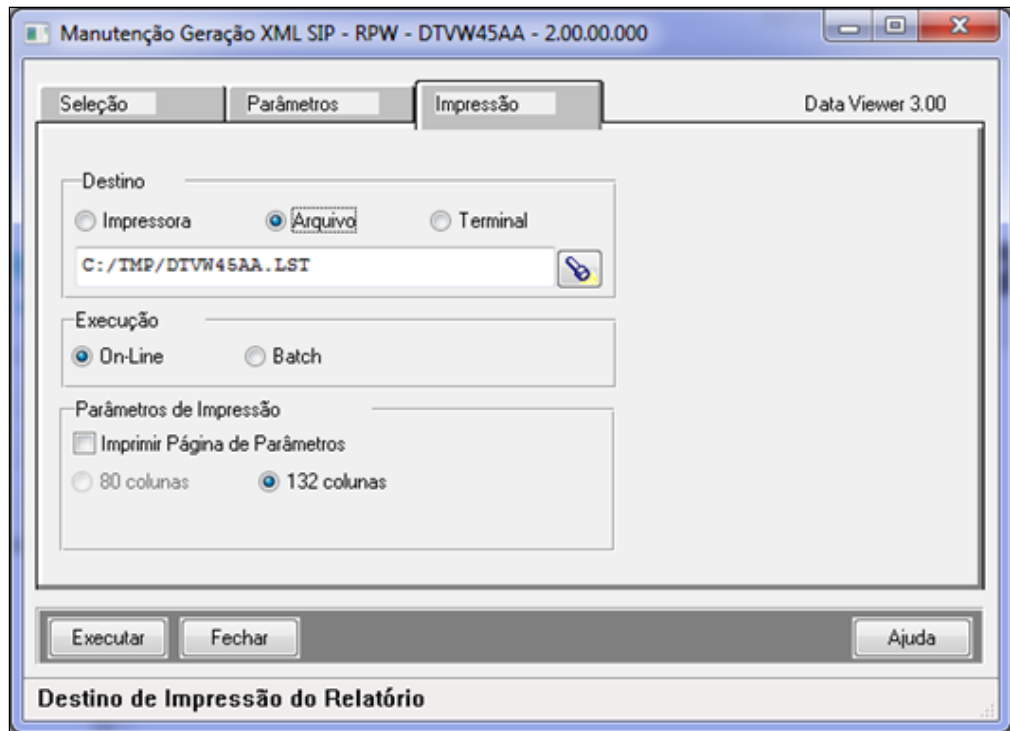 Manutenção Geração XML SIP - RPW - DTVW45AA - 2.00.00.000
Seleção Parâmetros Impressão Data Viewer 3.00
Destino
Impressora Arquivo Terminal
C:/TMP/DTVW45AA.LST
Execução
On-Line Batch
Parâmetros de Impressão
Imprimir Página de Parâmetros
80 colunas 132 colunas
Executar Fechar Ajuda
Destino de Impressão do Relatório